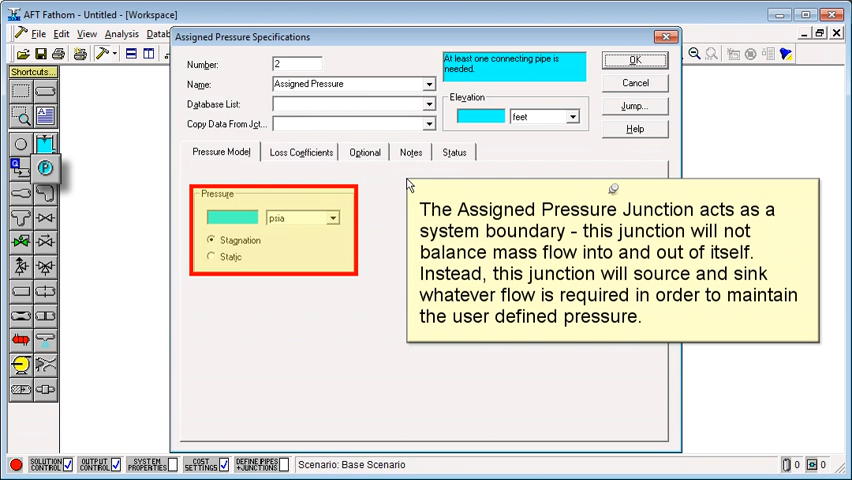 AFT Fathom - Untitled - [Workspace]
File Edit View Analysis Datab
Shortcuts...
Assigned Pressure Specifications
Number: 2
Name: Assigned Pressure
Database List:
Copy Data From Jct...
At least one connecting pipe is
needed.
Elevation
feet
OK
Cancel
Jump...
Help
Pressure Model Loss Coefficients Optional Notes Status
Pressure
psia
Stagnation
Static
The Assigned Pressure Junction acts as a
system boundary - this junction will not
balance mass flow into and out of itself.
Instead, this junction will source and sink
whatever flow is required in order to maintain
the user defined pressure.
SOLUTION
CONTROL
OUTPUT
CONTROL
SYSTEM
PROPERTIES
COST
SETTINGS
DEFINE PIPES
+JUNCTIONS
Scenario: Base Scenario
0 0